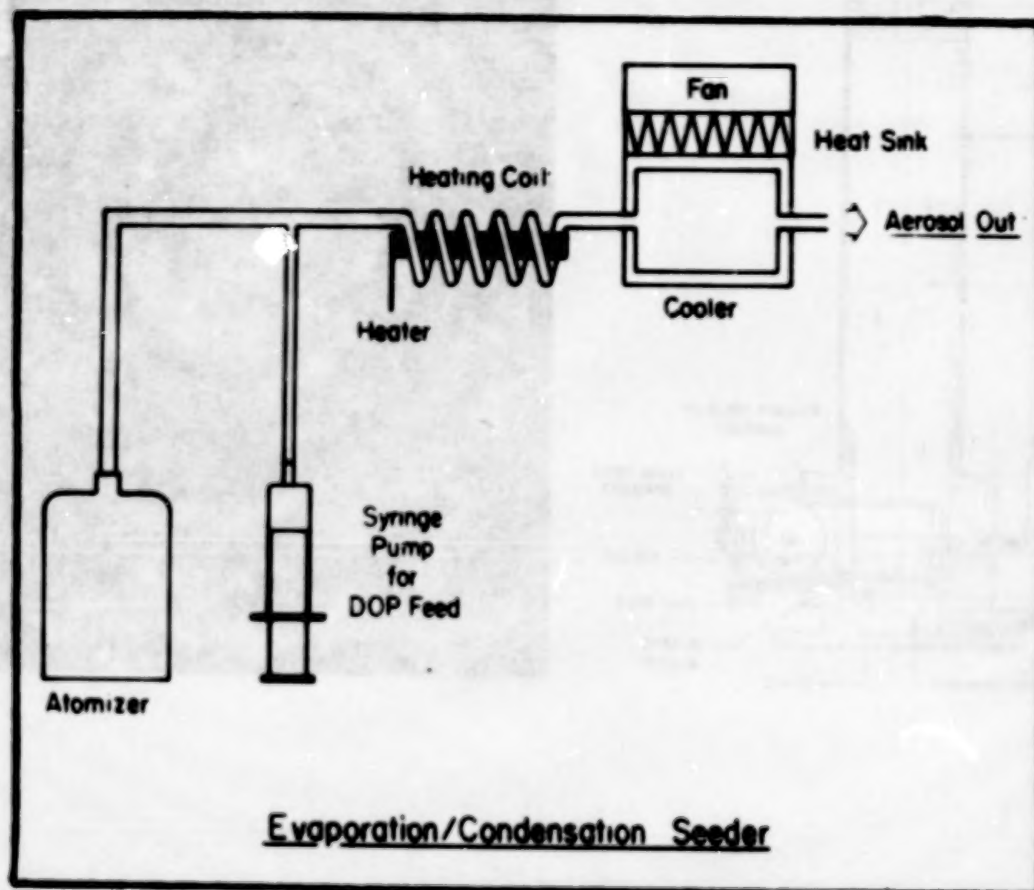 Fan
Heat Sink
Heating Coil
Aerosol Out
Heater
Cooler
Syringe
Pump
for
DOP Feed
Atomizer
Evaporation/Condensation Seeder